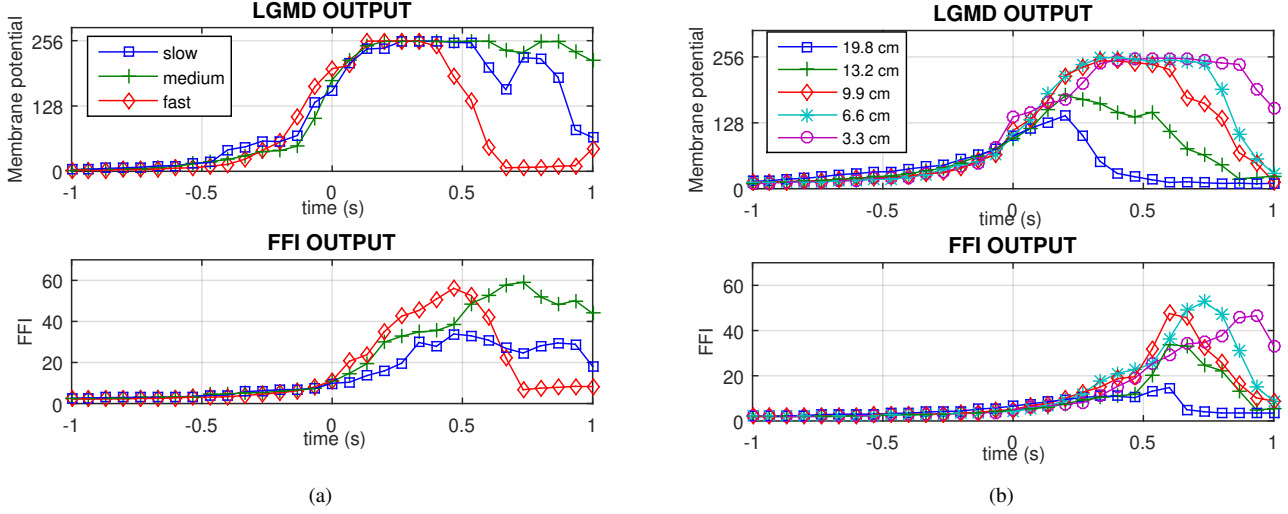 LGMD OUTPUT
Membrane potential
256
128
0
slow
medium
fast
-1
-0.5
0
0.5
1
time (s)
FFI OUTPUT
FFI
60
40
20
0
-1
-0.5
0
0.5
1
time (s)
(a)
LGMD OUTPUT
Membrane potential
256
128
0
19.8 cm
13.2 cm
9.9 cm
6.6 cm
3.3 cm
-1
-0.5
0
0.5
1
time (s)
FFI OUTPUT
FFI
60
40
20
0
-1
-0.5
0
0.5
1
time (s)
(b)